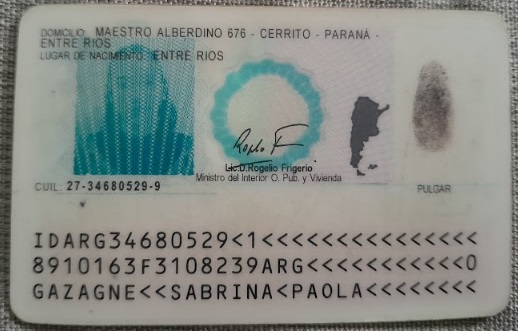 DOMICILIO: MAESTRO ALBERDINO 676 - CERRITO - PARANÁ -
ENTRE RIOS
LUGAR DE NACIMIENTO: ENTRE RIOS
Lic.D.Rogelio Frigerio
Ministro del Interior O. Pub. y Vivienda
CUIL: 27-34680529-9
PULGAR
IDARG34680529<1<<<<<<<<<<<<<<<
8910163F3108239ARG<<<<<<<<<<<0
GAZAGNE<<SABRINA<PAOLA<<<<<<<<